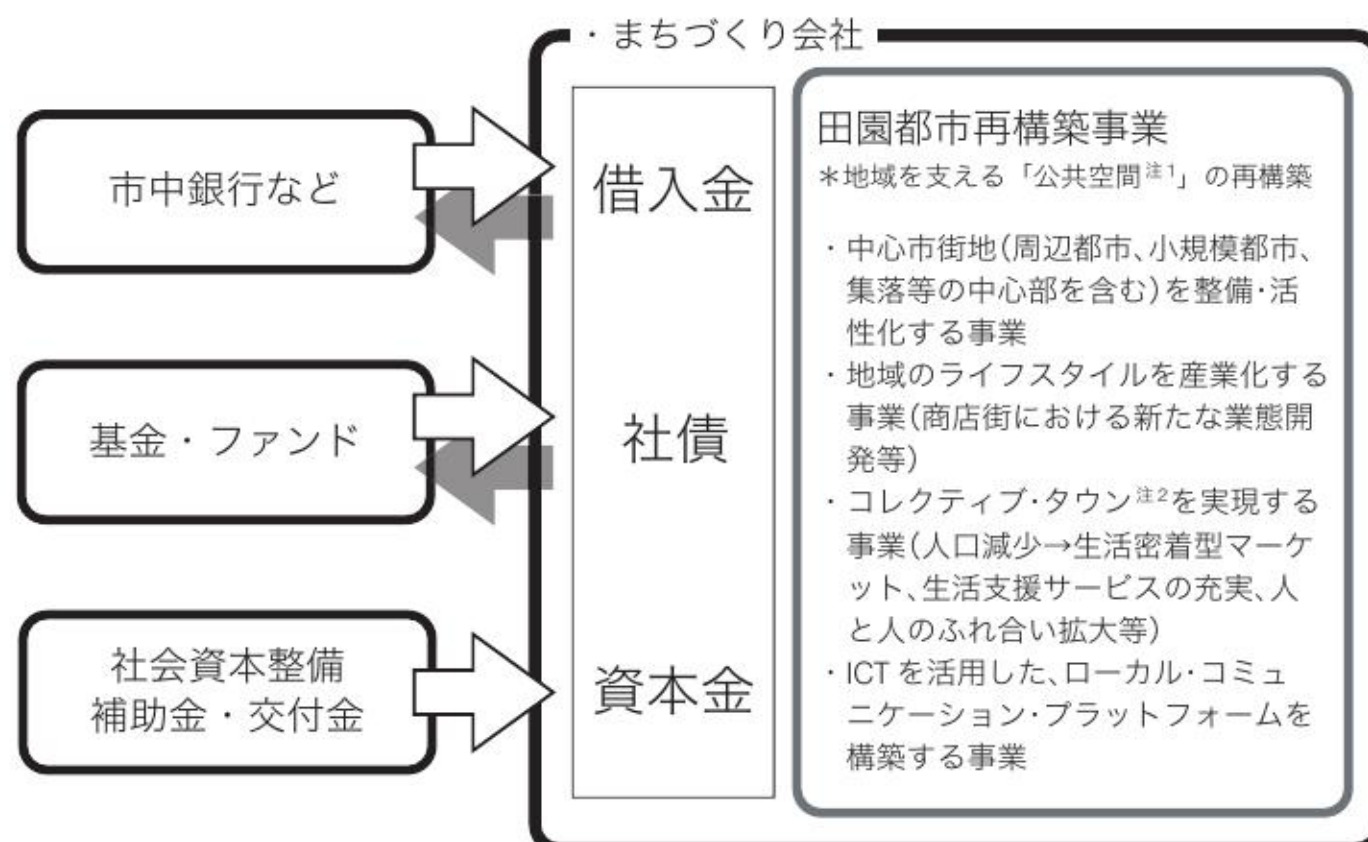 ・まちづくり会社
市中銀行など
基金・ファンド
社会資本整備
補助金・交付金
借入金
社債
資本金
田園都市再構築事業
＊地域を支える「公共空間注1」の再構築
・中心市街地(周辺都市、小規模都市、
集落等の中心部を含む)を整備・活
性化する事業
・地域のライフスタイルを産業化する
事業(商店街における新たな業態開
発等)
・コレクティブ・タウン注2を実現する
事業(人口減少→生活密着型マーケ
ット、生活支援サービスの充実、人
と人のふれ合い拡大等)
・ICTを活用した、ローカル・コミュ
ニケーション・プラットフォームを
構築する事業